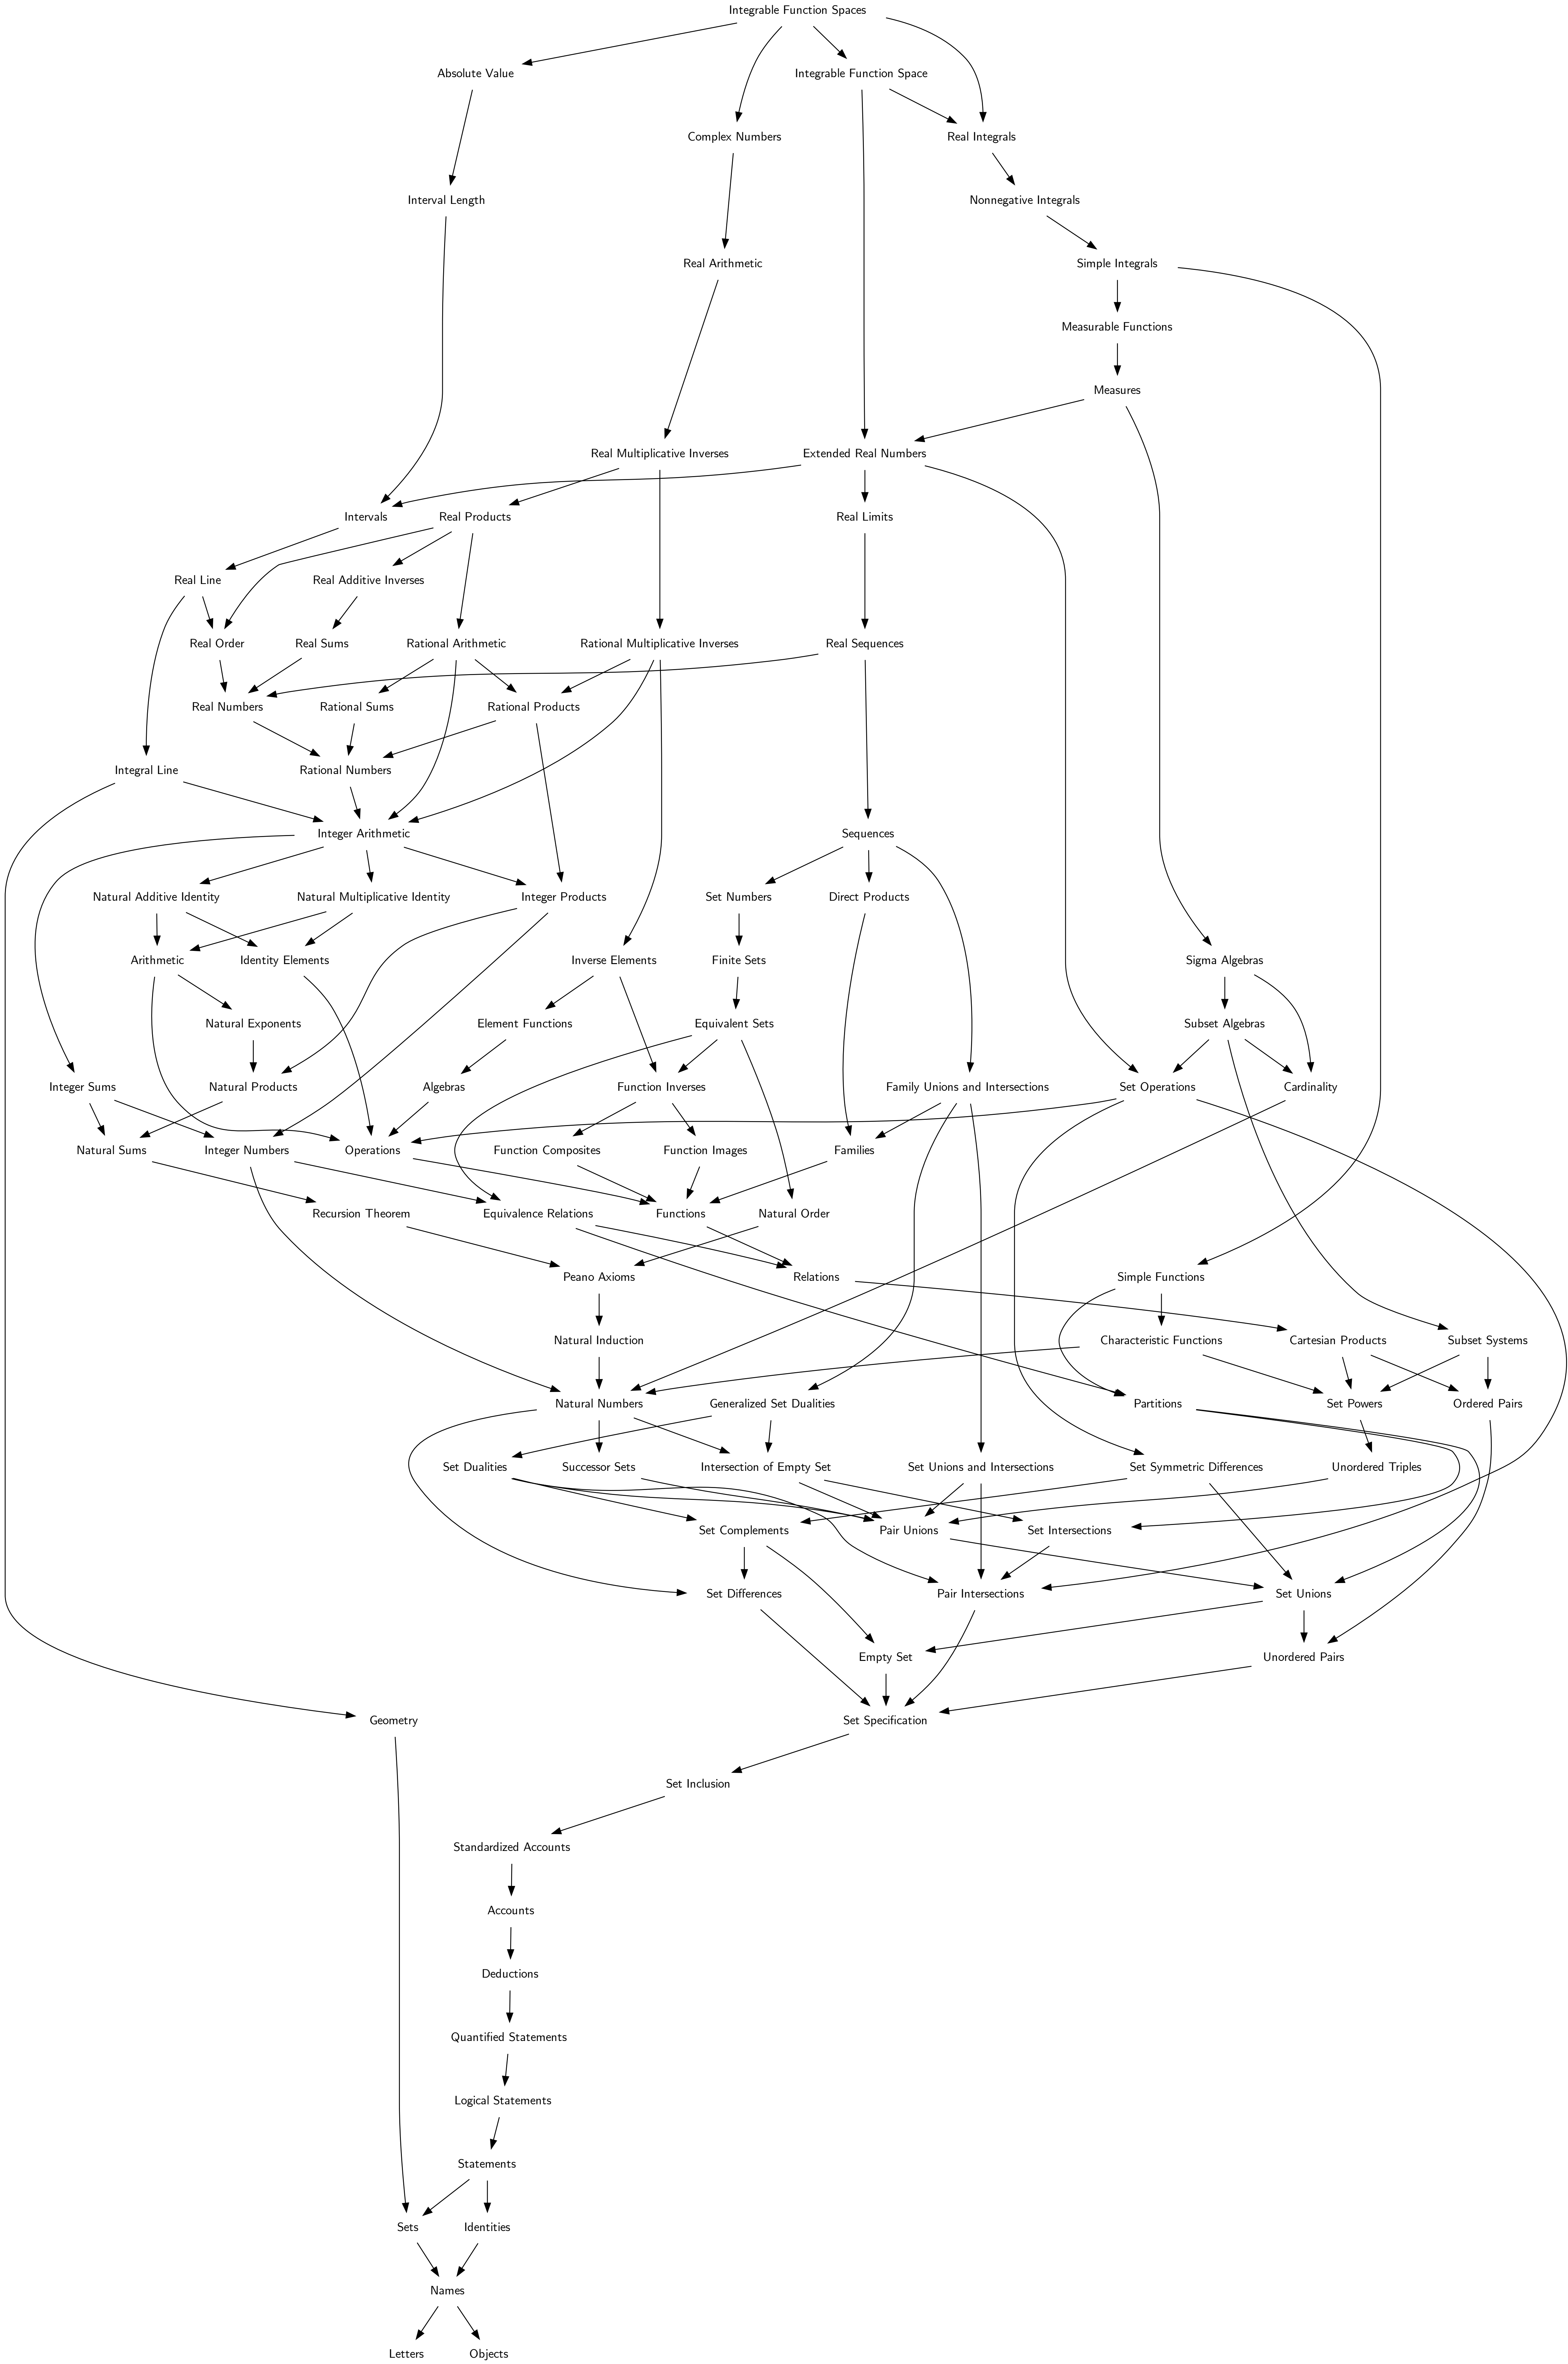 Integrable Function Spaces
Absolute Value
Integrable Function Space
Complex Numbers
Real Integrals
Interval Length
Nonnegative Integrals
Real Arithmetic
Simple Integrals
Measurable Functions
Measures
Real Multiplicative Inverses
Extended Real Numbers
Intervals
Real Products
Real Limits
Real Line
Real Additive Inverses
Real Order
Real Sums
Rational Arithmetic
Rational Multiplicative Inverses
Real Sequences
Real Numbers
Rational Sums
Rational Products
Integral Line
Rational Numbers
Integer Arithmetic
Sequences
Natural Additive Identity
Natural Multiplicative Identity
Integer Products
Set Numbers
Direct Products
Arithmetic
Identity Elements
Inverse Elements
Finite Sets
Sigma Algebras
Natural Exponents
Element Functions
Equivalent Sets
Subset Algebras
Integer Sums
Natural Products
Algebras
Function Inverses
Family Unions and Intersections
Set Operations
Cardinality
Natural Sums
Integer Numbers
Operations
Function Composites
Function Images
Families
Recursion Theorem
Equivalence Relations
Functions
Natural Order
Peano Axioms
Relations
Simple Functions
Natural Induction
Characteristic Functions
Cartesian Products
Subset Systems
Natural Numbers
Generalized Set Dualities
Partitions
Set Powers
Ordered Pairs
Set Dualities
Successor Sets
Intersection of Empty Set
Set Unions and Intersections
Set Symmetric Differences
Unordered Triples
Set Complements
Pair Unions
Set Intersections
Set Differences
Pair Intersections
Set Unions
Empty Set
Unordered Pairs
Geometry
Set Specification
Set Inclusion
Standardized Accounts
Accounts
Deductions
Quantified Statements
Logical Statements
Statements
Sets
Identities
Names
Letters
Objects